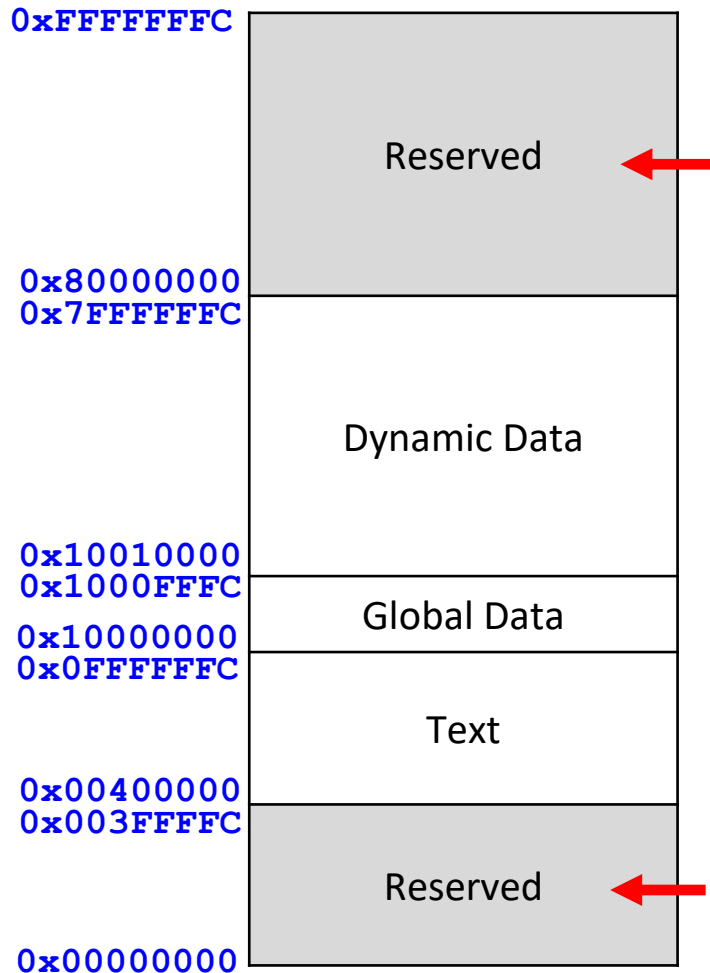 0xFFFFFFFC
Reserved
0x80000000
0x7FFFFFFC
Dynamic Data
0x10010000
0x1000FFFC
Global Data
0x10000000
0x0FFFFFFC
Text
0x00400000
0x003FFFFC
Reserved
0x00000000